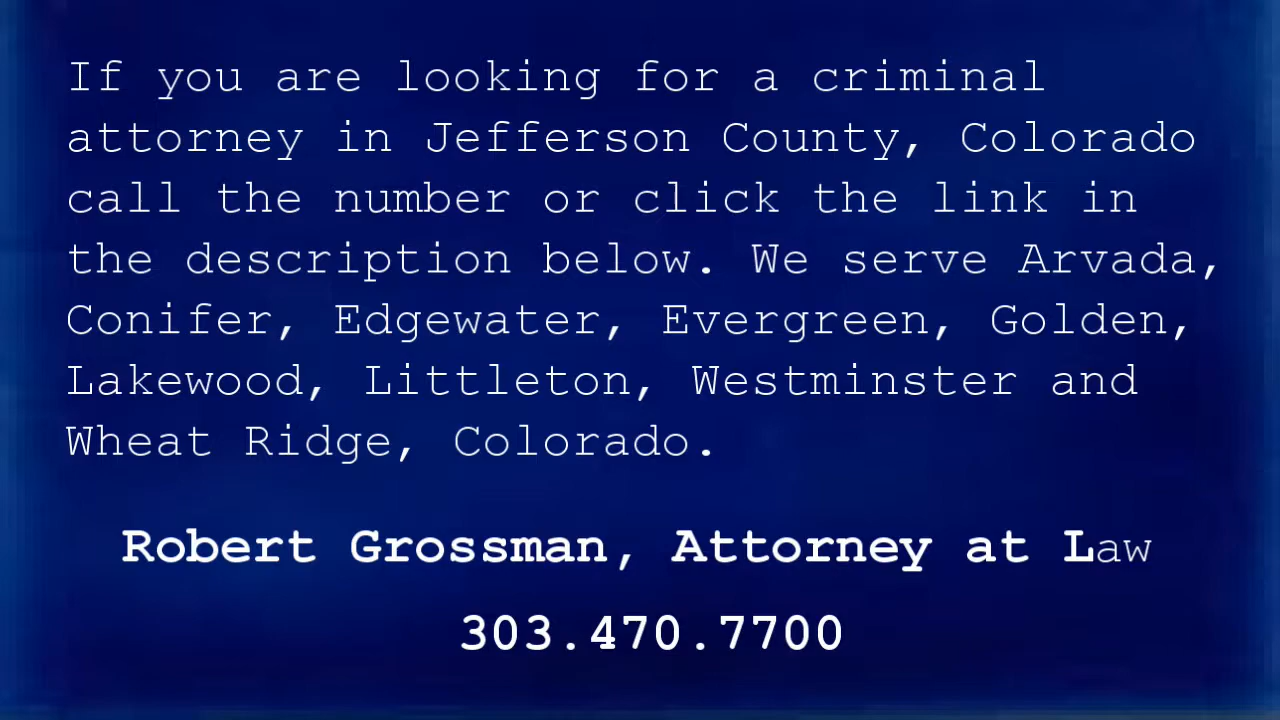 If you are looking for a criminal
attorney in Jefferson County, Colorado
call the number or click the link in
the description below. We serve Arvada,
Conifer, Edgewater, Evergreen, Golden,
Lakewood, Littleton, Westminster and
Wheat Ridge, Colorado.
Robert Grossman, Attorney at Law
303.470.7700